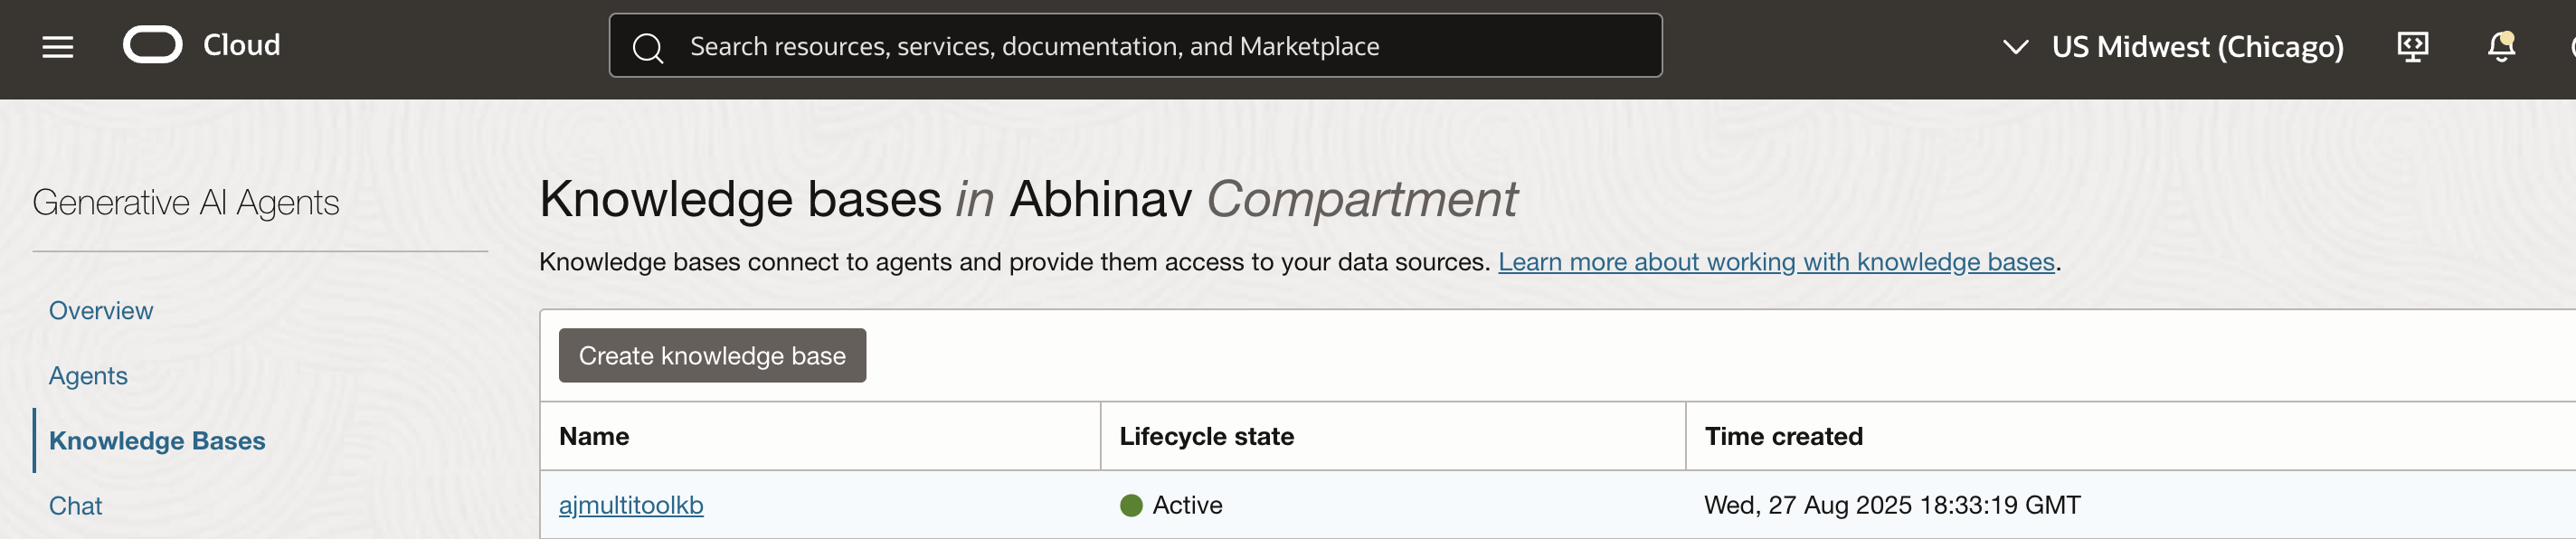 Cloud
Search resources, services, documentation, and Marketplace
US Midwest (Chicago)
Generative AI Agents
Overview
Agents
Knowledge Bases
Chat
Knowledge bases in Abhinav Compartment
Knowledge bases connect to agents and provide them access to your data sources. Learn more about working with knowledge bases.
Create knowledge base
Name Lifecycle state Time created
ajmultitoolkb Active Wed, 27 Aug 2025 18:33:19 GMT